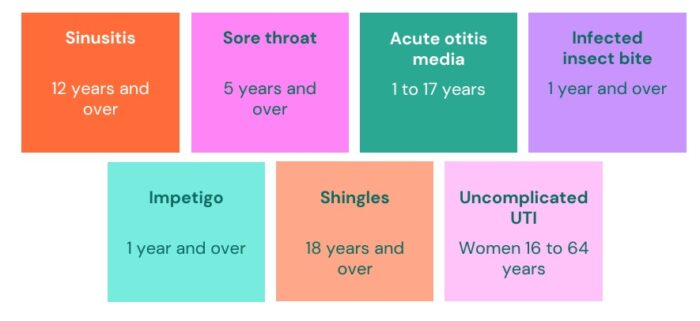 Sinusitis
12 years and
over
Sore throat
5 years and
over
Acute otitis
media
1 to 17 years
Infected
insect bite
1 year and over
Impetigo
1 year and over
Shingles
18 years and
over
Uncomplicated
UTI
Women 16 to 64
years